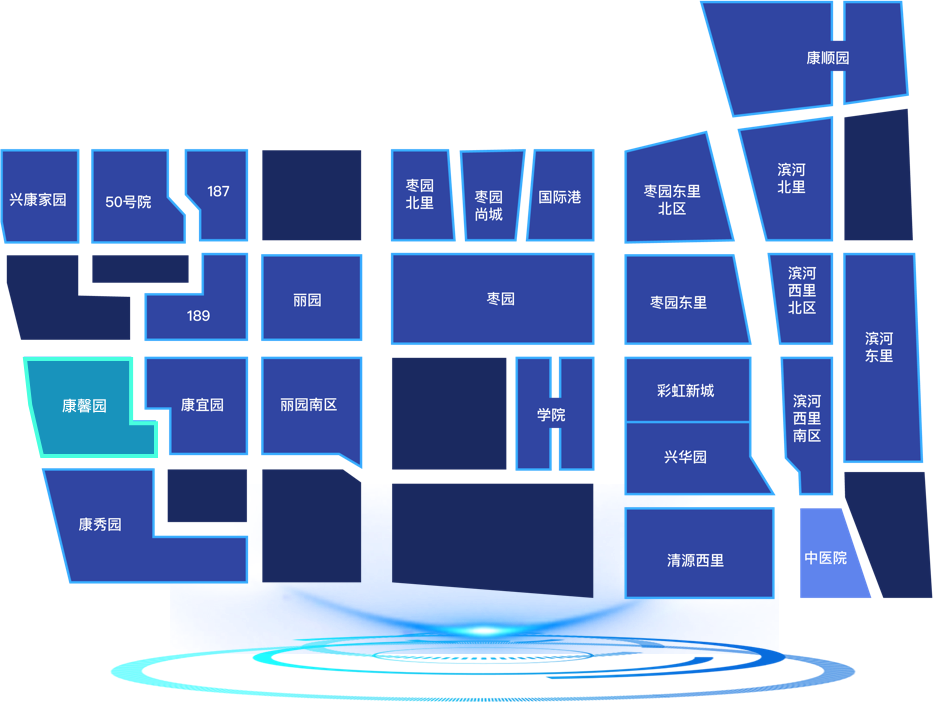 康顺园
兴康家园
50号院
187
枣园
北里
枣园
尚城
国际港
枣园东里
北区
滨河
北里
189
丽园
枣园
枣园东里
滨河
西里
北区
滨河
东里
康馨园
康宜园
丽园南区
学院
彩虹新城
滨河
西里
南区
兴华园
康秀园
清源西里
中医院